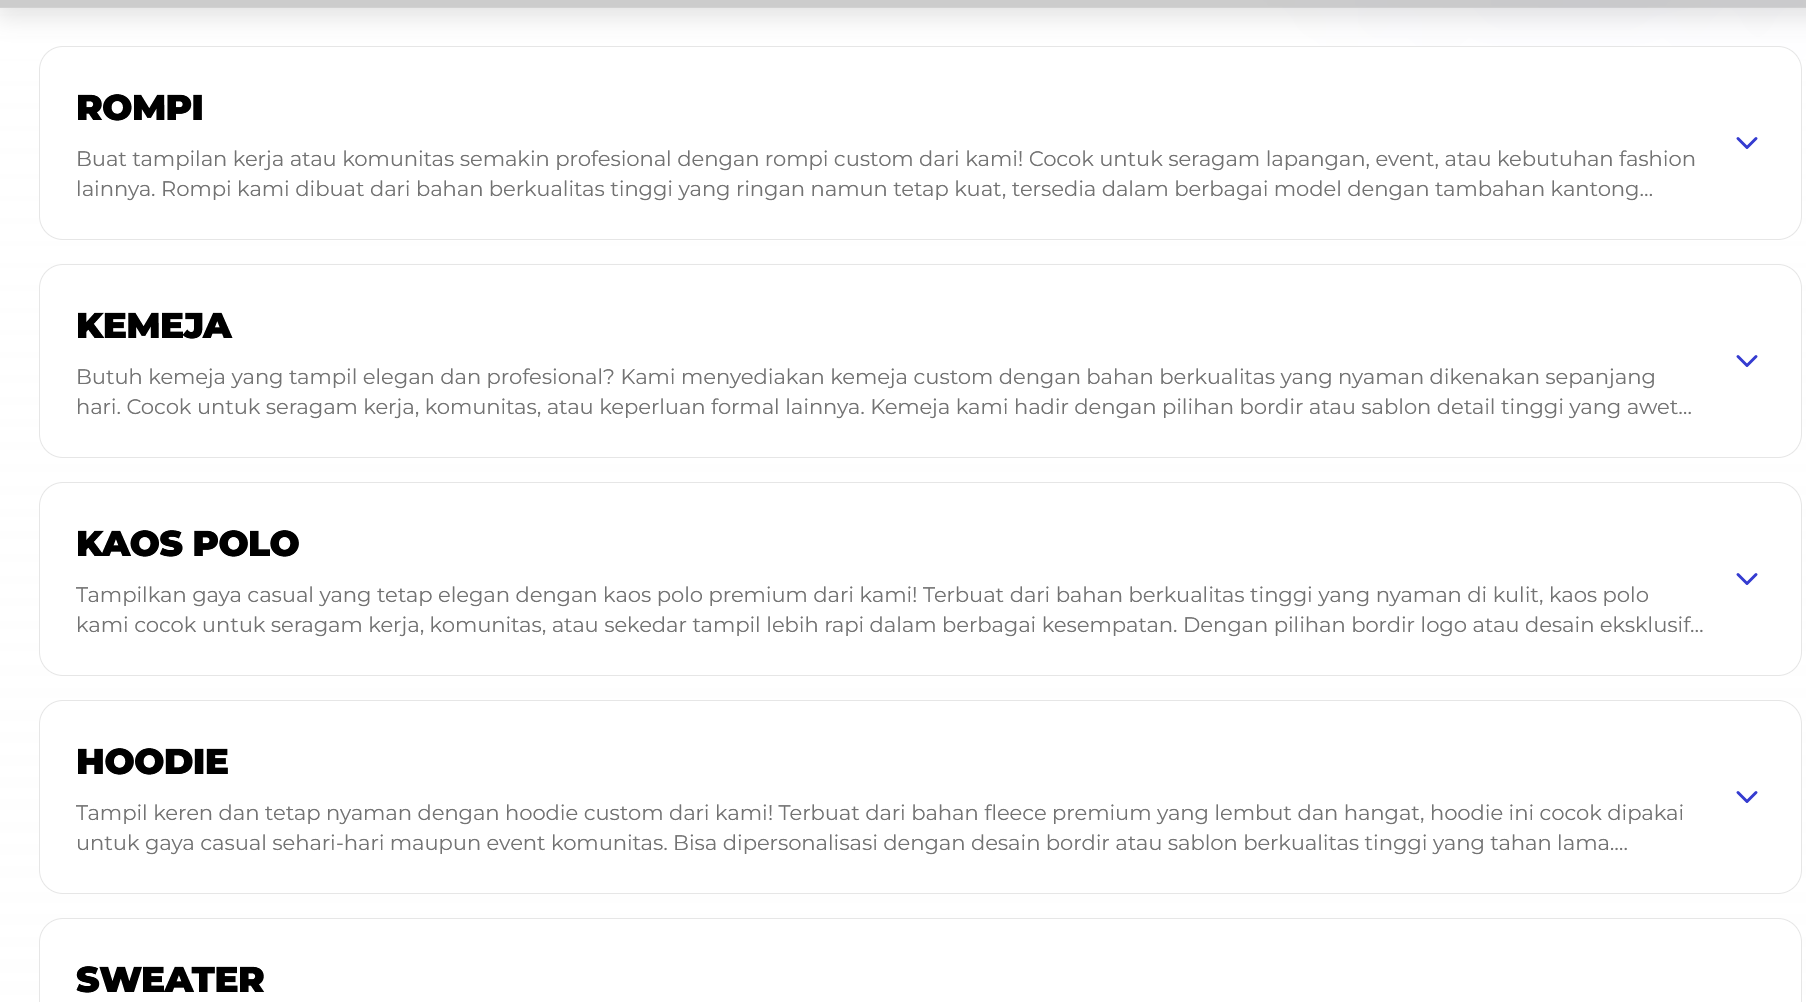 ROMPI
Buat tampilan kerja atau komunitas semakin profesional dengan rompi custom dari kami! Cocok untuk seragam lapangan, event, atau kebutuhan fashion
lainnya. Rompi kami dibuat dari bahan berkualitas tinggi yang ringan namun tetap kuat, tersedia dalam berbagai model dengan tambahan kantong...
KEMEJA
Butuh kemeja yang tampil elegan dan profesional? Kami menyediakan kemeja custom dengan bahan berkualitas yang nyaman dikenakan sepanjang
hari. Cocok untuk seragam kerja, komunitas, atau keperluan formal lainnya. Kemeja kami hadir dengan pilihan bordir atau sablon detail tinggi yang awet...
KAOS POLO
Tampilkan gaya casual yang tetap elegan dengan kaos polo premium dari kami! Terbuat dari bahan berkualitas tinggi yang nyaman di kulit, kaos polo
kami cocok untuk seragam kerja, komunitas, atau sekedar tampil lebih rapi dalam berbagai kesempatan. Dengan pilihan bordir logo atau desain eksklusif...
HOODIE
Tampil keren dan tetap nyaman dengan hoodie custom dari kami! Terbuat dari bahan fleece premium yang lembut dan hangat, hoodie ini cocok dipakai
untuk gaya casual sehari-hari maupun event komunitas. Bisa dipersonalisasi dengan desain bordir atau sablon berkualitas tinggi yang tahan lama....
SWEATER